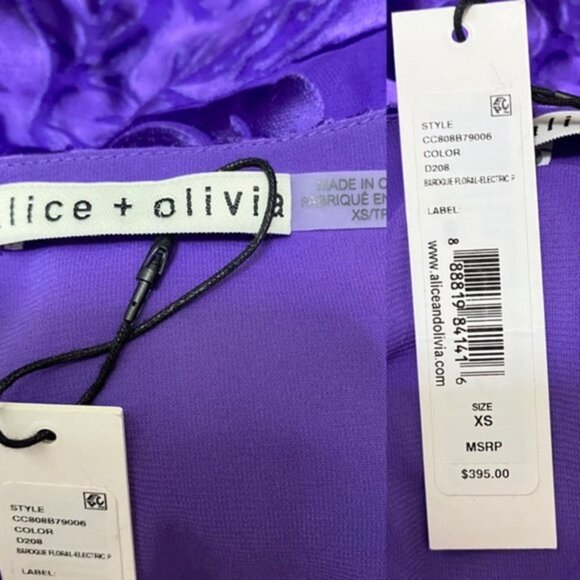 alice + olivia
MADE IN C
FABRIQUÉ EN
XS/TP
STYLE
CC808B79006
COLOR
D208
BAROQUE FLORAL-ELECTRIC P
LABEL:
STYLE
CC808B79006
COLOR
D208
BAROQUE FLORAL-ELECTRIC P
LABEL:
8 88819 84141 6
www.aliceandolivia.com
SIZE
XS
MSRP
$395.00
li